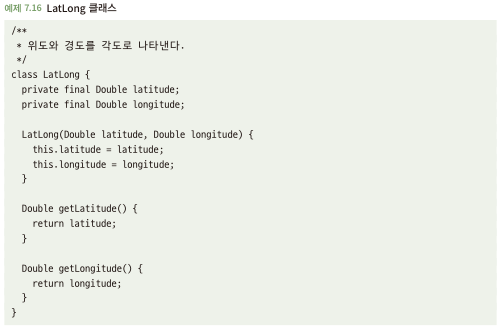 예제 7.16 LatLong 클래스
/**
 * 위도와 경도를 각도로 나타낸다.
 */
class LatLong {
  private final Double latitude;
  private final Double longitude;

  LatLong(Double latitude, Double longitude) {
    this.latitude = latitude;
    this.longitude = longitude;
  }

  Double getLatitude() {
    return latitude;
  }

  Double getLongitude() {
    return longitude;
  }
}